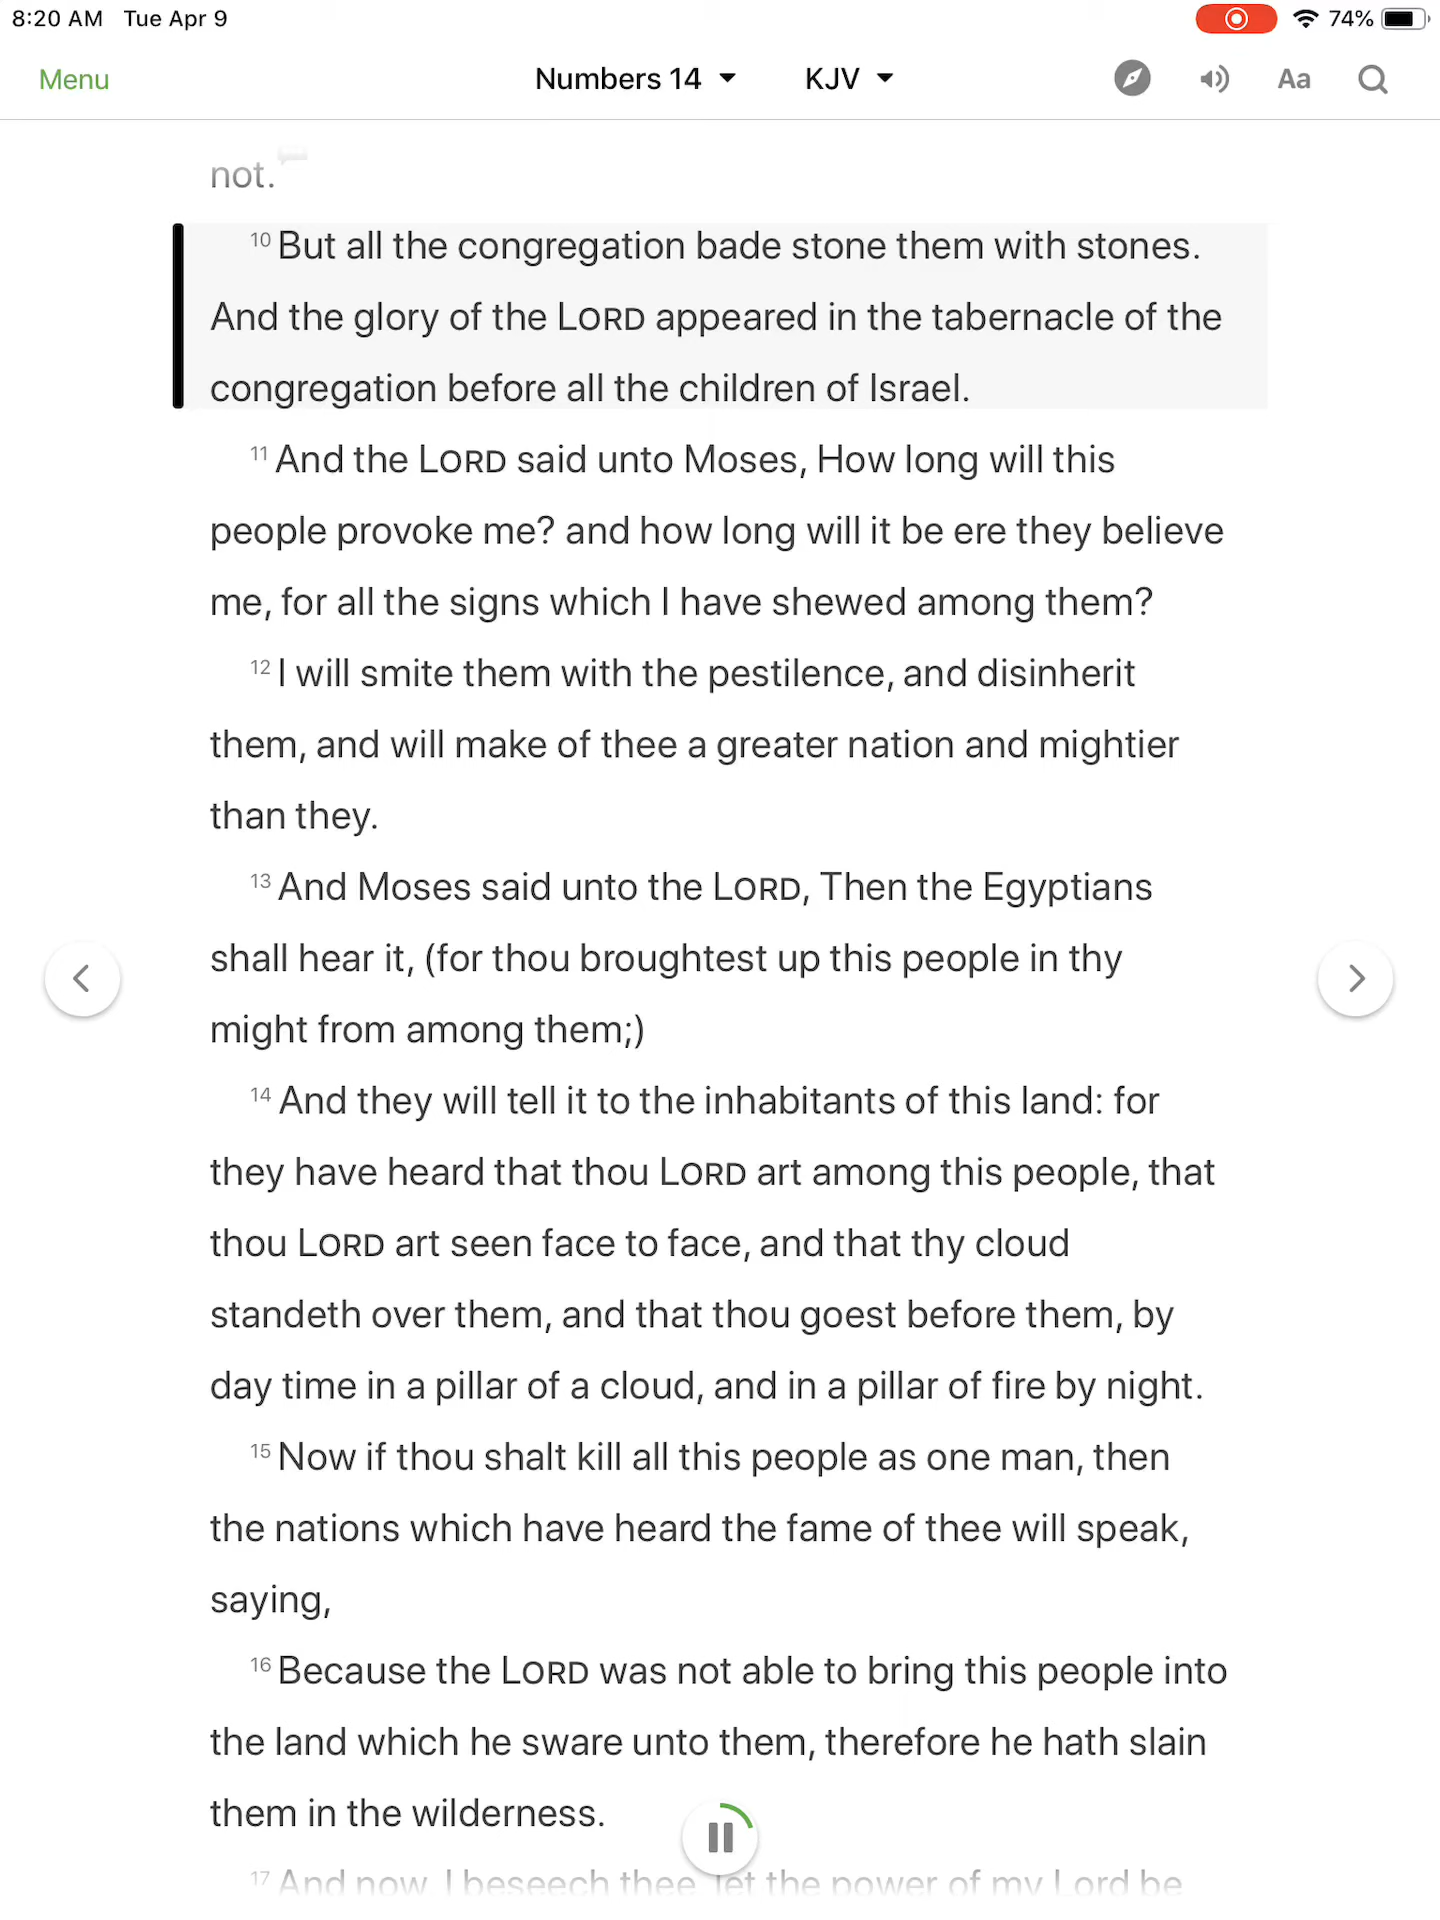 8:20 AM Tue Apr 9 74%
Menu Numbers 14 KJV Aa
not.
10 But all the congregation bade stone them with stones.
And the glory of the LORD appeared in the tabernacle of the
congregation before all the children of Israel.
11 And the LORD said unto Moses, How long will this
people provoke me? and how long will it be ere they believe
me, for all the signs which I have shewed among them?
12 I will smite them with the pestilence, and disinherit
them, and will make of thee a greater nation and mightier
than they.
13 And Moses said unto the LORD, Then the Egyptians
shall hear it, (for thou broughtest up this people in thy
might from among them;)
14 And they will tell it to the inhabitants of this land: for
they have heard that thou LORD art among this people, that
thou LORD art seen face to face, and that thy cloud
standeth over them, and that thou goest before them, by
day time in a pillar of a cloud, and in a pillar of fire by night.
15 Now if thou shalt kill all this people as one man, then
the nations which have heard the fame of thee will speak,
saying,
16 Because the LORD was not able to bring this people into
the land which he sware unto them, therefore he hath slain
them in the wilderness.
17 And now, I beseech thee, let the power of my Lord be